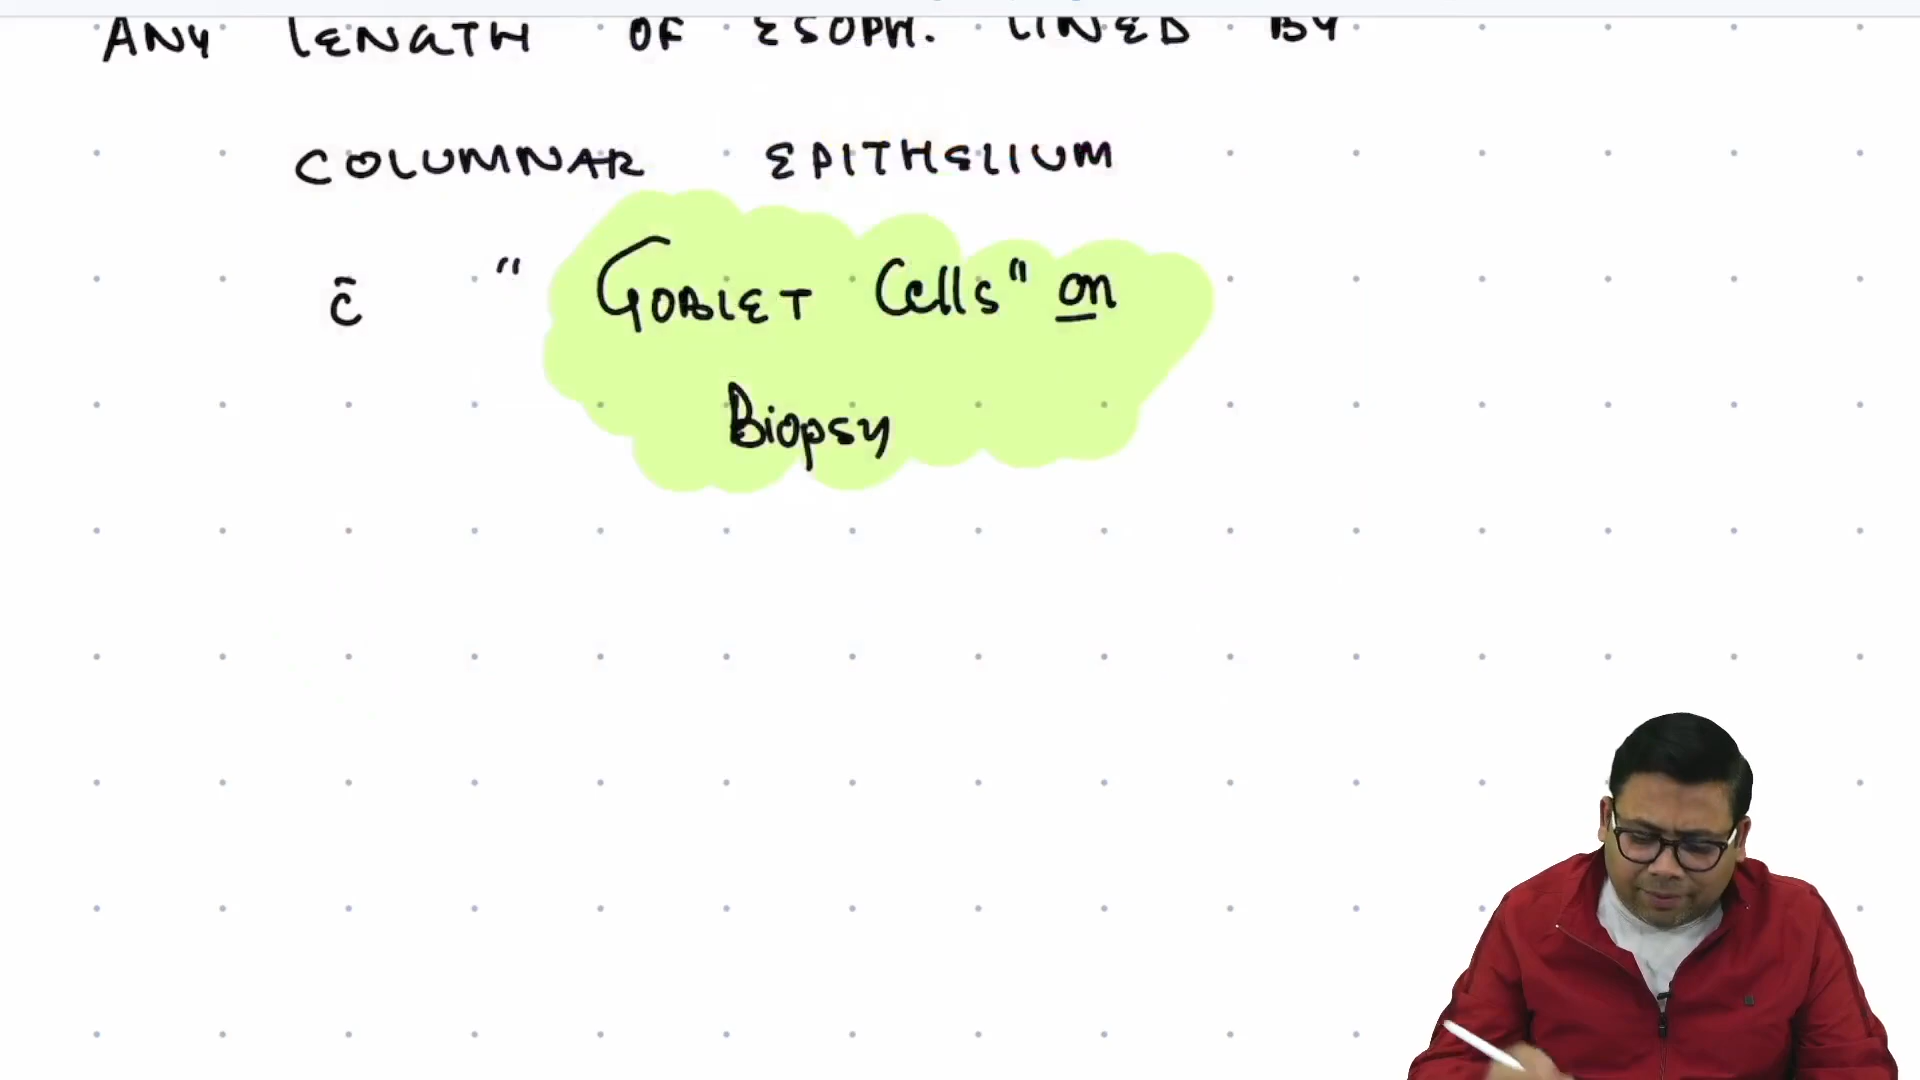 ANY LENGTH OF ESOPH. LINED BY
COLUMNAR EPITHELIUM
c̄ " GOBLET Cells" on
Biopsy